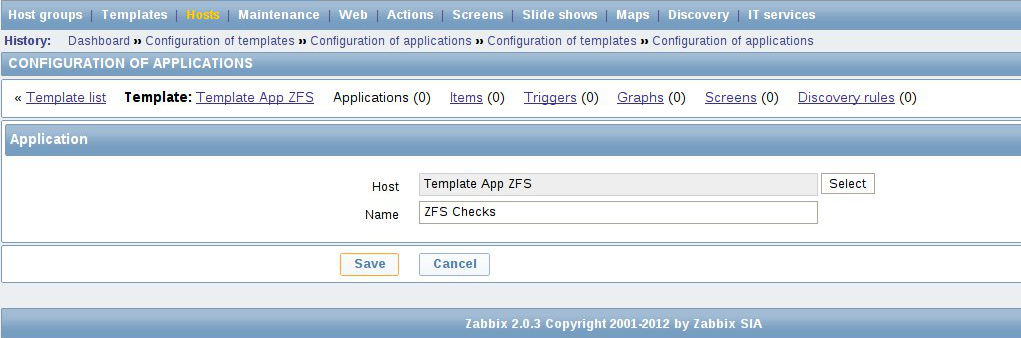 Host groups | Templates | Hosts | Maintenance | Web | Actions | Screens | Slide shows | Maps | Discovery | IT services
History: Dashboard » Configuration of templates » Configuration of applications » Configuration of templates » Configuration of applications
CONFIGURATION OF APPLICATIONS
« Template list Template: Template App ZFS Applications (0) Items (0) Triggers (0) Graphs (0) Screens (0) Discovery rules (0)
Application
Host Template App ZFS Select
Name ZFS Checks
Save Cancel
Zabbix 2.0.3 Copyright 2001-2012 by Zabbix SIA